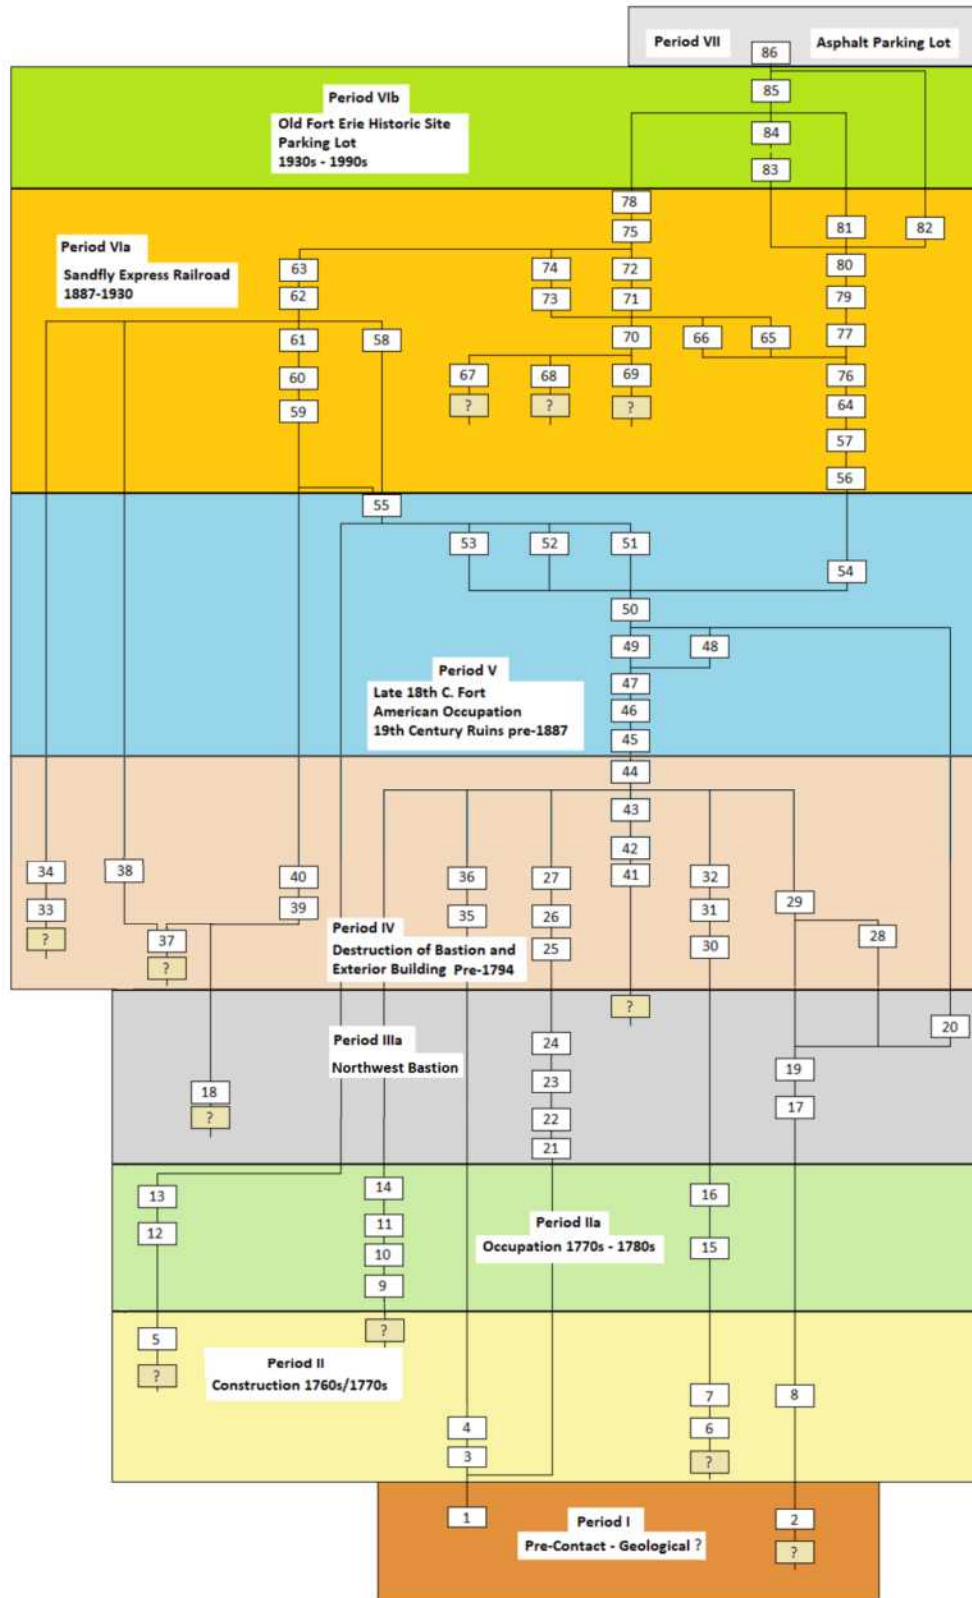 Period VII 86 Asphalt Parking Lot
85
Period VIb
Old Fort Erie Historic Site
Parking Lot
1930s - 1990s
84
83
78
75
81 82
Period VIa
Sandfly Express Railroad
1887-1930
63 74 72 80
62 73 71 79
61 58 70 66 65 77
60 67 68 69 76
59 ? ? ? 64
57
56
55
53 52 51
54
50
49 48
Period V
Late 18th C. Fort
American Occupation
19th Century Ruins pre-1887
47
46
45
44
43
42
34 38 40 36 27 41 32
33 39 35 26 31 29
? 37 25 30 28
?
Period IV
Destruction of Bastion and
Exterior Building Pre-1794
?
20
Period IIIa
Northwest Bastion
24
23 19
18 22 17
? 21
13 14 16
12 11 15
10
9
Period IIa
Occupation 1770s - 1780s
?
5
?
Period II
Construction 1760s/1770s
7 8
4 6
3 ?
1 2
?
Period I
Pre-Contact - Geological ?